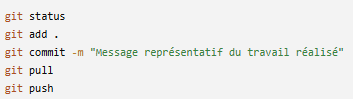 git status
git add .
git commit -m "Message représentatif du travail réalisé"
git pull
git push